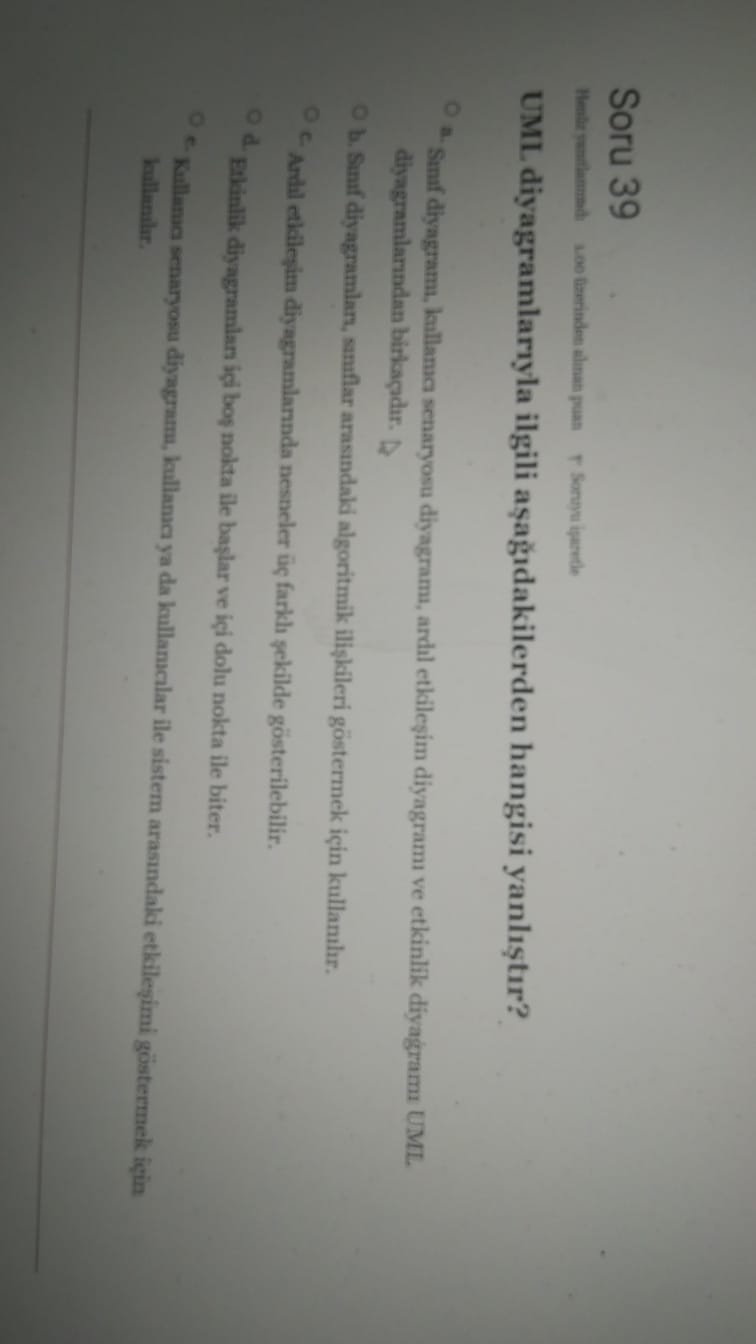 Soru 39
Henüz yanıtlanmadı 1.00 üzerinden alınan puan Soruyu işaretle
UML diyagramlarıyla ilgili aşağıdakilerden hangisi yanlıştır?
a. Sınıf diyagramı, kullanıcı senaryosu diyagramı, ardıl etkileşim diyagramı ve etkinlik diyagramı UML
diyagramlarından birkaçıdır.
b. Sınıf diyagramları, sınıflar arasındaki algoritmik ilişkileri göstermek için kullanılır.
c. Ardıl etkileşim diyagramlarında nesneler üç farklı şekilde gösterilebilir.
d. Etkinlik diyagramları içi boş nokta ile başlar ve içi dolu nokta ile biter.
e. Kullanıcı senaryosu diyagramı, kullanıcı ya da kullanıcılar ile sistem arasındaki etkileşimi göstermek için
kullanılır.